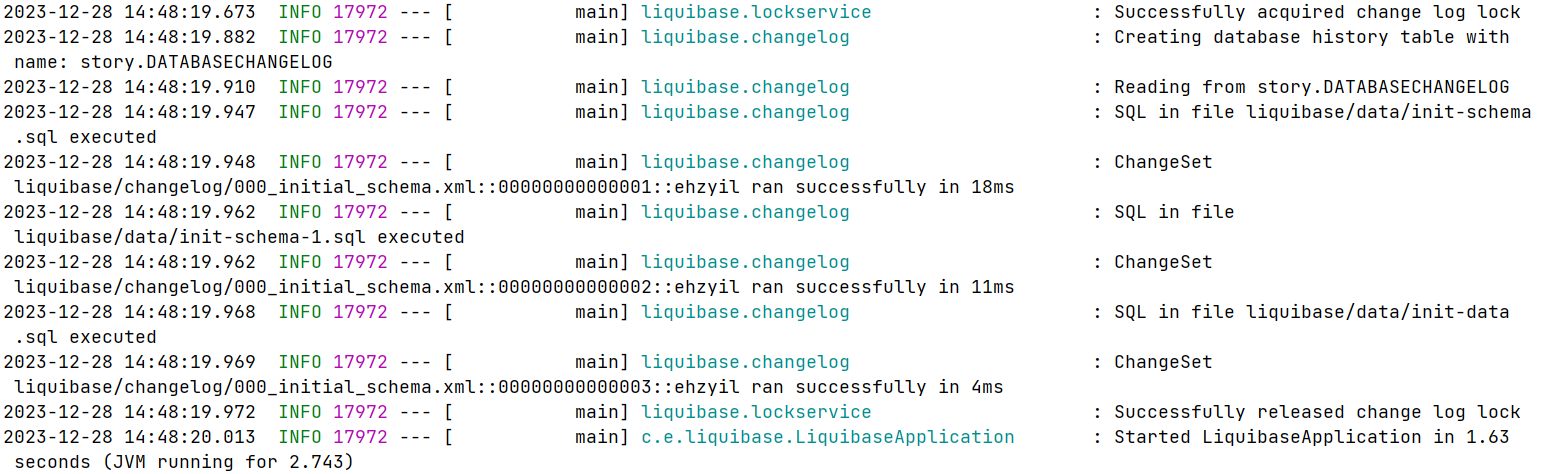 2023-12-28 14:48:19.673  INFO 17972 --- [           main] liquibase.lockservice                    : Successfully acquired change log lock
2023-12-28 14:48:19.882  INFO 17972 --- [           main] liquibase.changelog                      : Creating database history table with
 name: story.DATABASECHANGELOG
2023-12-28 14:48:19.910  INFO 17972 --- [           main] liquibase.changelog                      : Reading from story.DATABASECHANGELOG
2023-12-28 14:48:19.947  INFO 17972 --- [           main] liquibase.changelog                      : SQL in file liquibase/data/init-schema
 .sql executed
2023-12-28 14:48:19.948  INFO 17972 --- [           main] liquibase.changelog                      : ChangeSet
 liquibase/changelog/000_initial_schema.xml::00000000000001::ehzyil ran successfully in 18ms
2023-12-28 14:48:19.962  INFO 17972 --- [           main] liquibase.changelog                      : SQL in file
 liquibase/data/init-schema-1.sql executed
2023-12-28 14:48:19.962  INFO 17972 --- [           main] liquibase.changelog                      : ChangeSet
 liquibase/changelog/000_initial_schema.xml::00000000000002::ehzyil ran successfully in 11ms
2023-12-28 14:48:19.968  INFO 17972 --- [           main] liquibase.changelog                      : SQL in file liquibase/data/init-data
 .sql executed
2023-12-28 14:48:19.969  INFO 17972 --- [           main] liquibase.changelog                      : ChangeSet
 liquibase/changelog/000_initial_schema.xml::00000000000003::ehzyil ran successfully in 4ms
2023-12-28 14:48:19.972  INFO 17972 --- [           main] liquibase.lockservice                    : Successfully released change log lock
2023-12-28 14:48:20.013  INFO 17972 --- [           main] c.e.liquibase.LiquibaseApplication       : Started LiquibaseApplication in 1.63
 seconds (JVM running for 2.743)